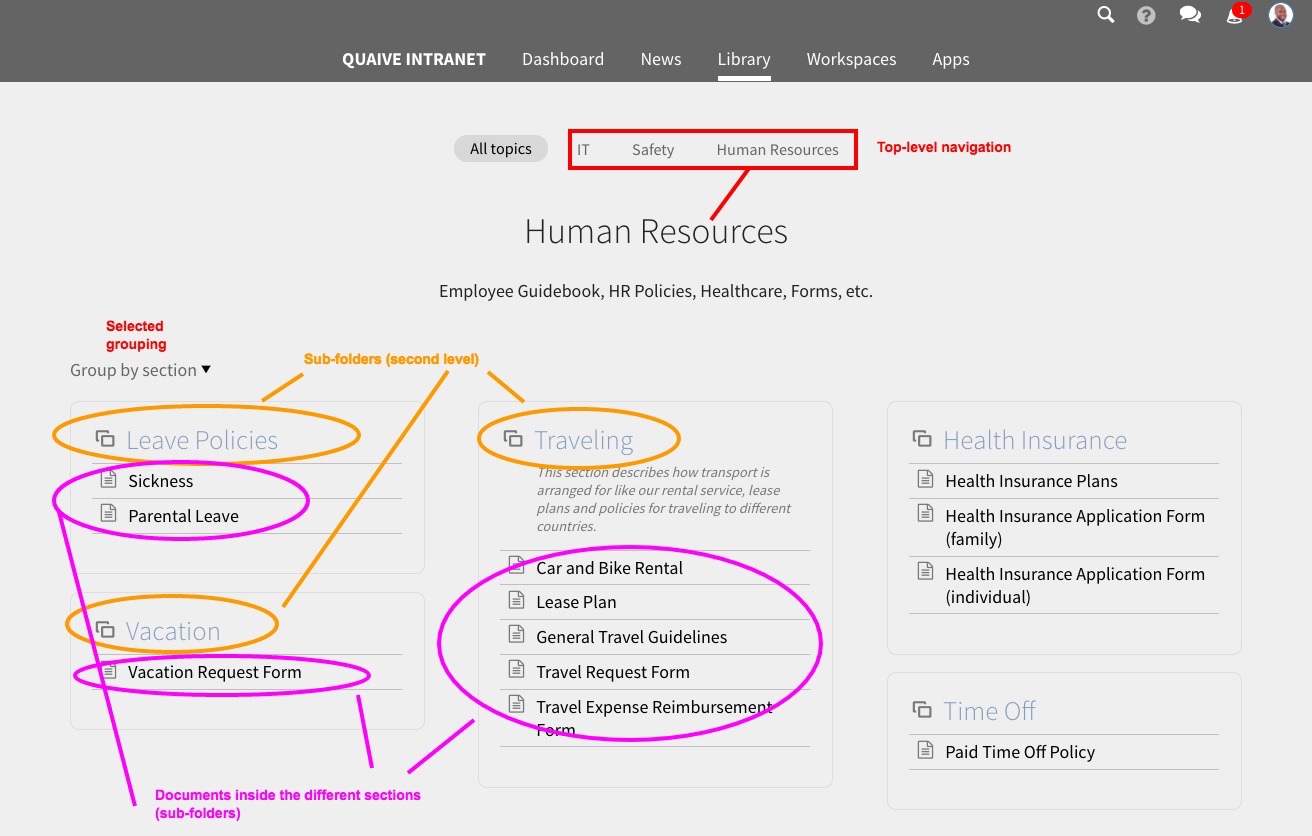 1
QUAIVE INTRANET Dashboard News Library Workspaces Apps
All topics IT Safety Human Resources Top-level navigation
Human Resources
Employee Guidebook, HR Policies, Healthcare, Forms, etc.
Selected
grouping
Group by section
Sub-folders (second level)
Leave Policies
Sickness
Parental Leave
Vacation
Vacation Request Form
Traveling
This section describes how transport is
arranged for like our rental service, lease
plans and policies for traveling to different
countries.
Car and Bike Rental
Lease Plan
General Travel Guidelines
Travel Request Form
Travel Expense Reimbursement
Form
Health Insurance
Health Insurance Plans
Health Insurance Application Form
(family)
Health Insurance Application Form
(individual)
Time Off
Paid Time Off Policy
Documents inside the different sections
(sub-folders)